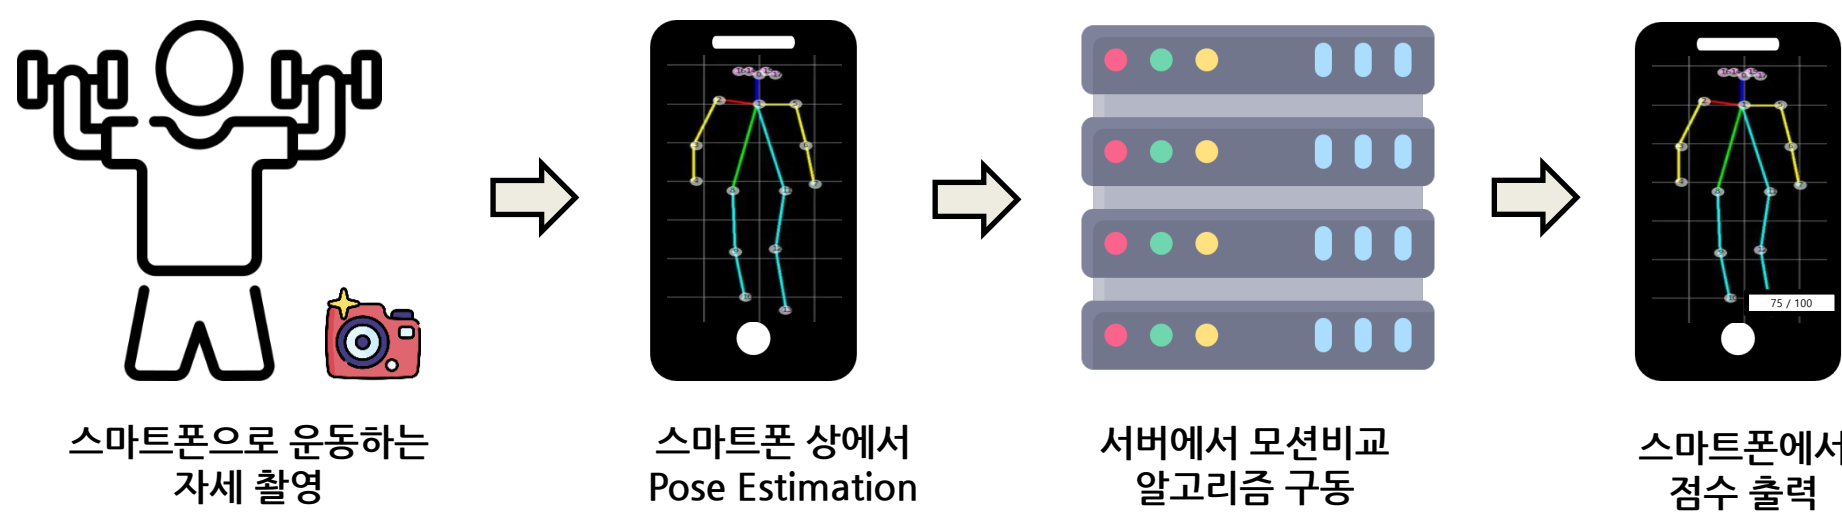 스마트폰으로 운동하는
자세 촬영
스마트폰 상에서
Pose Estimation
서버에서 모션비교
알고리즘 구동
75 / 100
스마트폰에서
점수 출력